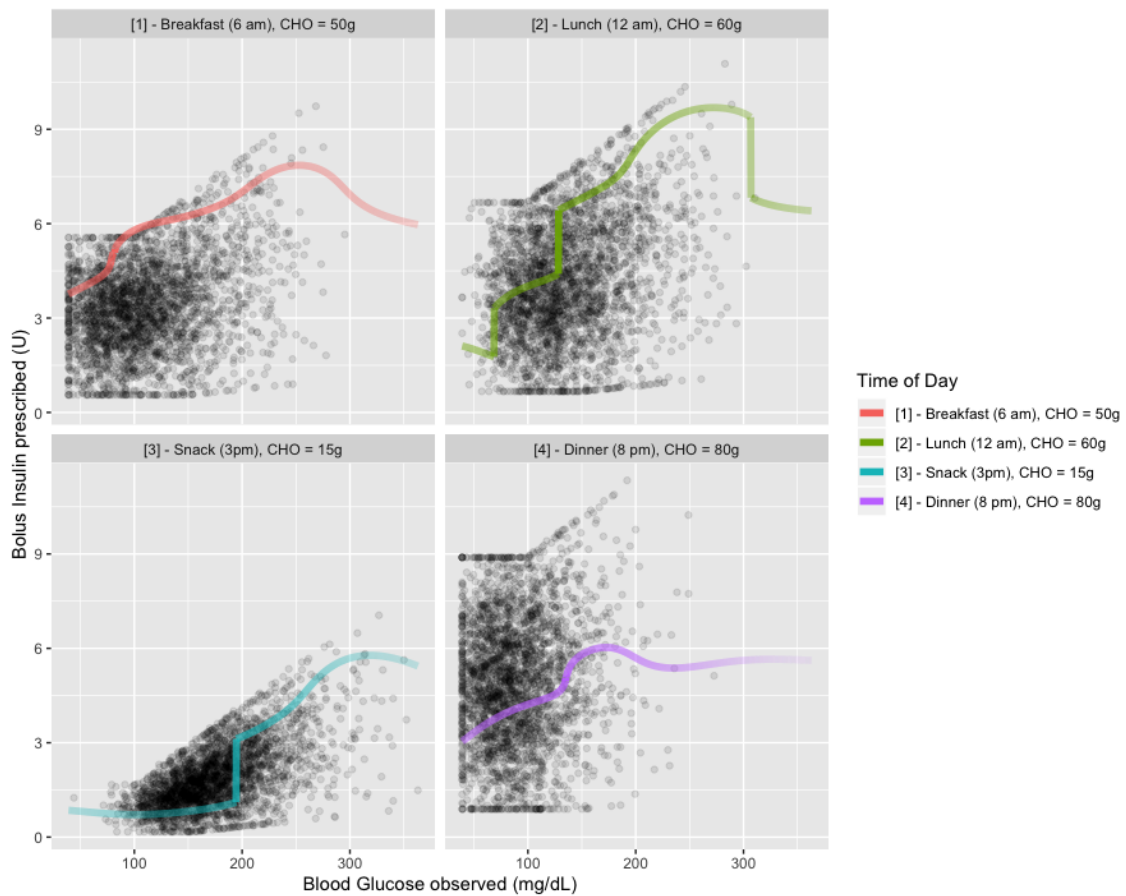 [1] - Breakfast (6 am), CHO = 50g
[2] - Lunch (12 am), CHO = 60g
9
6
3
0
[3] - Snack (3pm), CHO = 15g
[4] - Dinner (8 pm), CHO = 80g
9
6
3
0
100
200
300
100
200
300
Bolus Insulin prescribed (U)
Blood Glucose observed (mg/dL)
Time of Day
[1] - Breakfast (6 am), CHO = 50g
[2] - Lunch (12 am), CHO = 60g
[3] - Snack (3pm), CHO = 15g
[4] - Dinner (8 pm), CHO = 80g